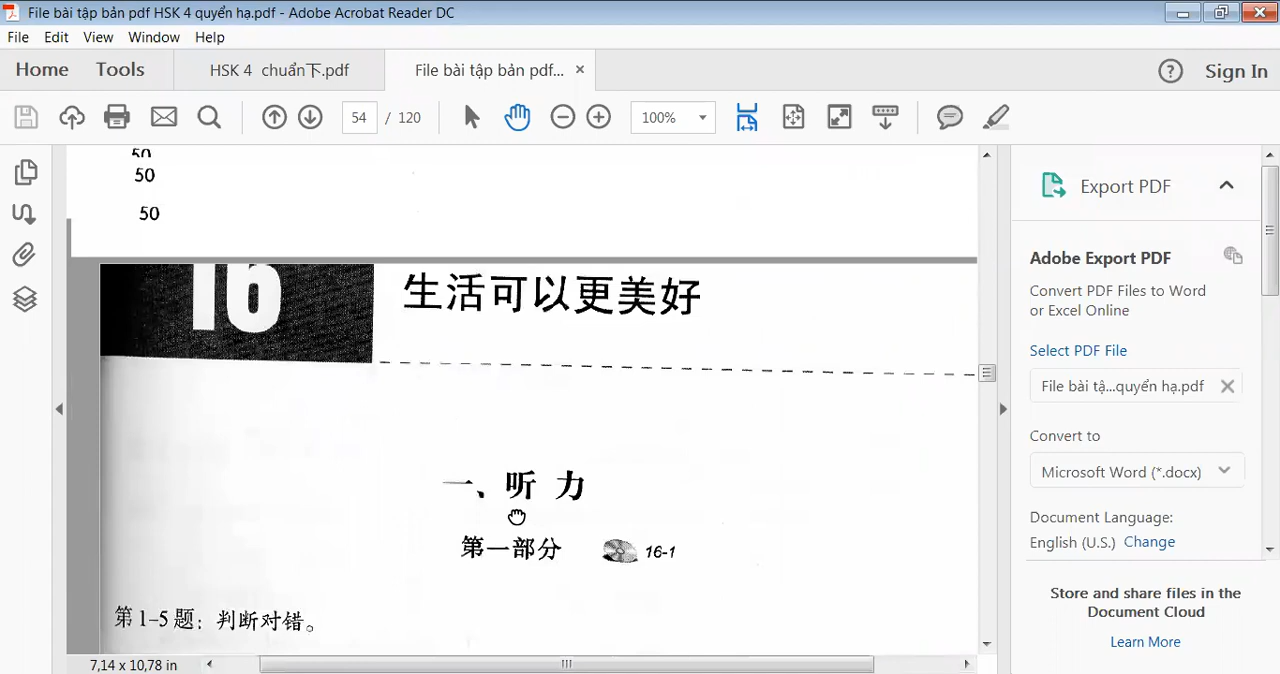 File bài tập bản pdf HSK 4 quyển hạ.pdf - Adobe Acrobat Reader DC
File Edit View Window Help
Home Tools HSK 4 chuẩn下.pdf File bài tập bản pdf... × Sign In
54 / 120 100%
50
50
50
16 生活可以更美好
一、听 力
第一部分 16-1
第1-5题：判断对错。
7,14 x 10,78 in
Export PDF
Adobe Export PDF
Convert PDF Files to Word
or Excel Online
Select PDF File
File bài tậ...quyển hạ.pdf
Convert to
Microsoft Word (*.docx)
Document Language:
English (U.S.) Change
Store and share files in the
Document Cloud
Learn More